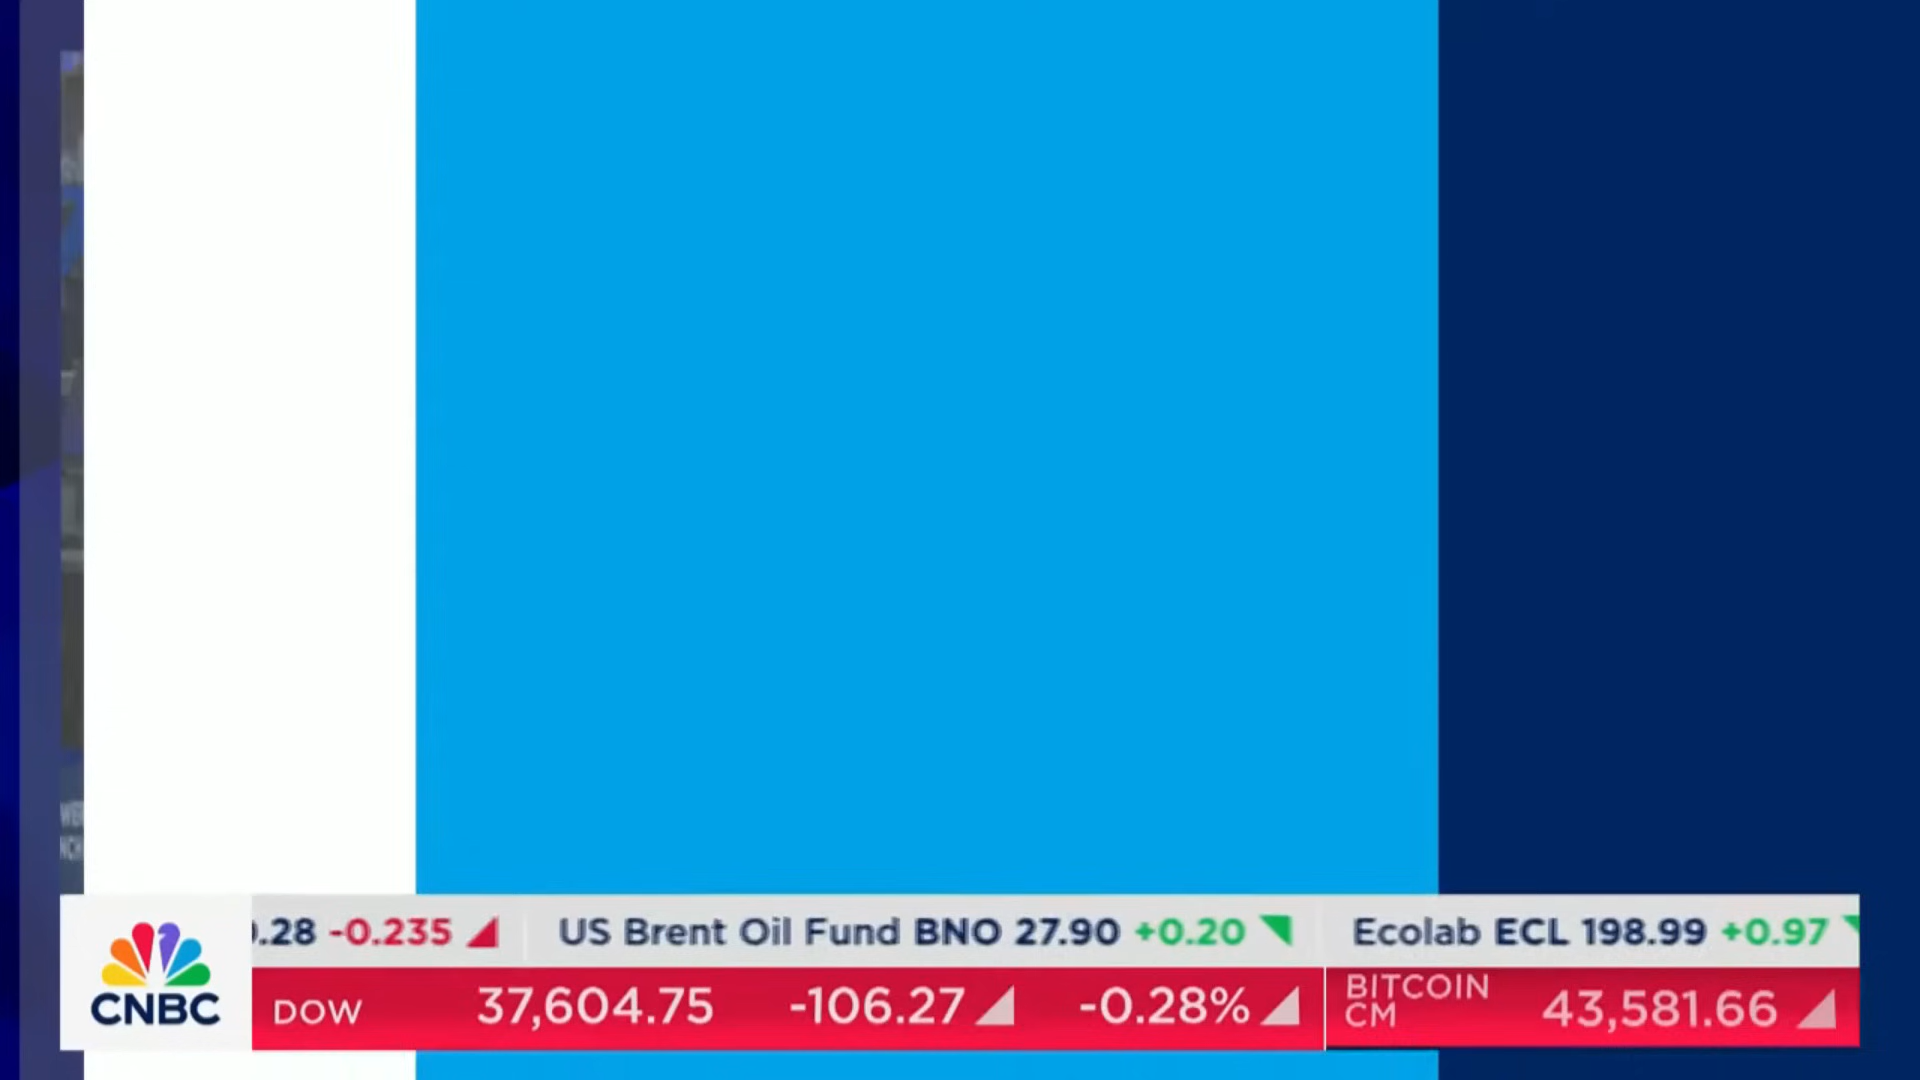 .28 -0.235 US Brent Oil Fund BNO 27.90 +0.20 Ecolab ECL 198.99 +0.97
CNBC
DOW 37,604.75 -106.27 -0.28% BITCOIN CM 43,581.66